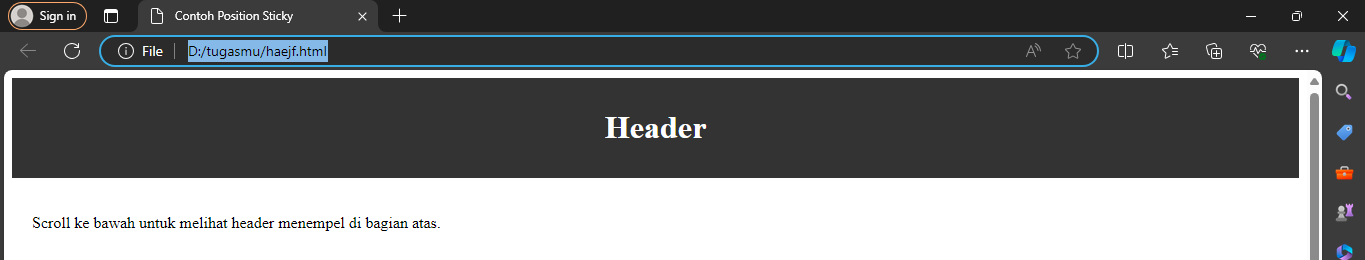 Sign in
Contoh Position Sticky
File
D:/tugasmu/haejf.html
Header
Scroll ke bawah untuk melihat header menempel di bagian atas.